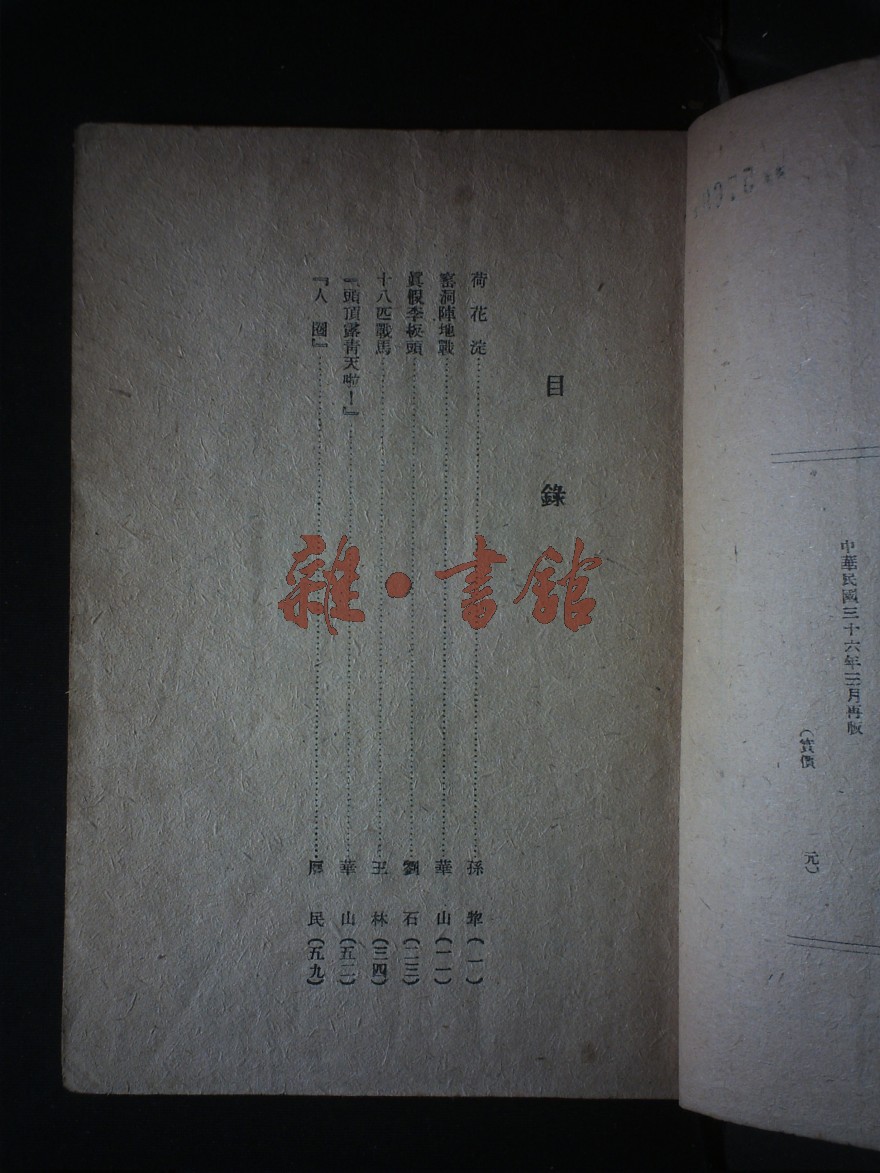 中華民國三十六年三月再版
(實價 元)
目錄
荷花淀……孫犂(一)
窰洞陣地戰……華山(一一)
眞假李板頭……劉石(二三)
十八匹戰馬……王林(三四)
『頭頂露青天啦！』……華山(五二)
『人圈』……廠民(五九)
雜·書館